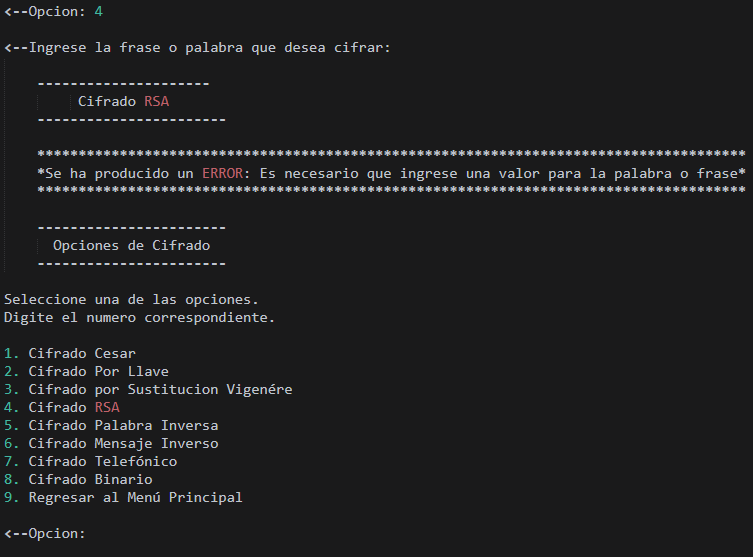 <--Opcion: 4
<--Ingrese la frase o palabra que desea cifrar:
---------------------
Cifrado RSA
-----------------------
**************************************************************************************
*Se ha producido un ERROR: Es necesario que ingrese una valor para la palabra o frase*
**************************************************************************************
-----------------------
Opciones de Cifrado
-----------------------
Seleccione una de las opciones.
Digite el numero correspondiente.
1. Cifrado Cesar
2. Cifrado Por Llave
3. Cifrado por Sustitucion Vigenére
4. Cifrado RSA
5. Cifrado Palabra Inversa
6. Cifrado Mensaje Inverso
7. Cifrado Telefónico
8. Cifrado Binario
9. Regresar al Menú Principal
<--Opcion: